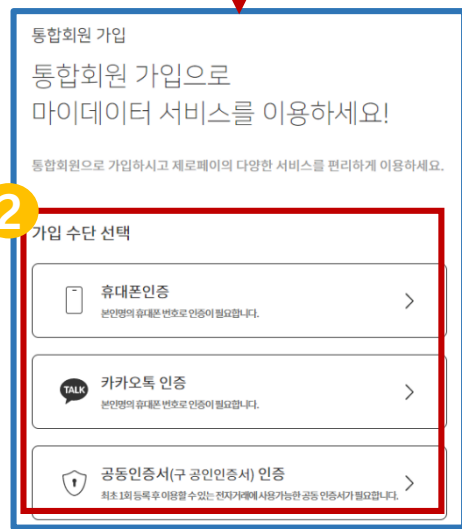 통합회원 가입
통합회원 가입으로
마이데이터 서비스를 이용하세요!
통합회원으로 가입하시고 제로페이의 다양한 서비스를 편리하게 이용하세요.
2
가입 수단 선택
휴대폰인증
본인명의 휴대폰 번호로 인증이 필요합니다.
TALK
카카오톡 인증
본인명의 휴대폰 번호로 인증이 필요합니다.
공동인증서(구 공인인증서) 인증
최초 1회 등록 후 이용할 수 있는 전자거래에 사용가능한 공동 인증서가 필요합니다.